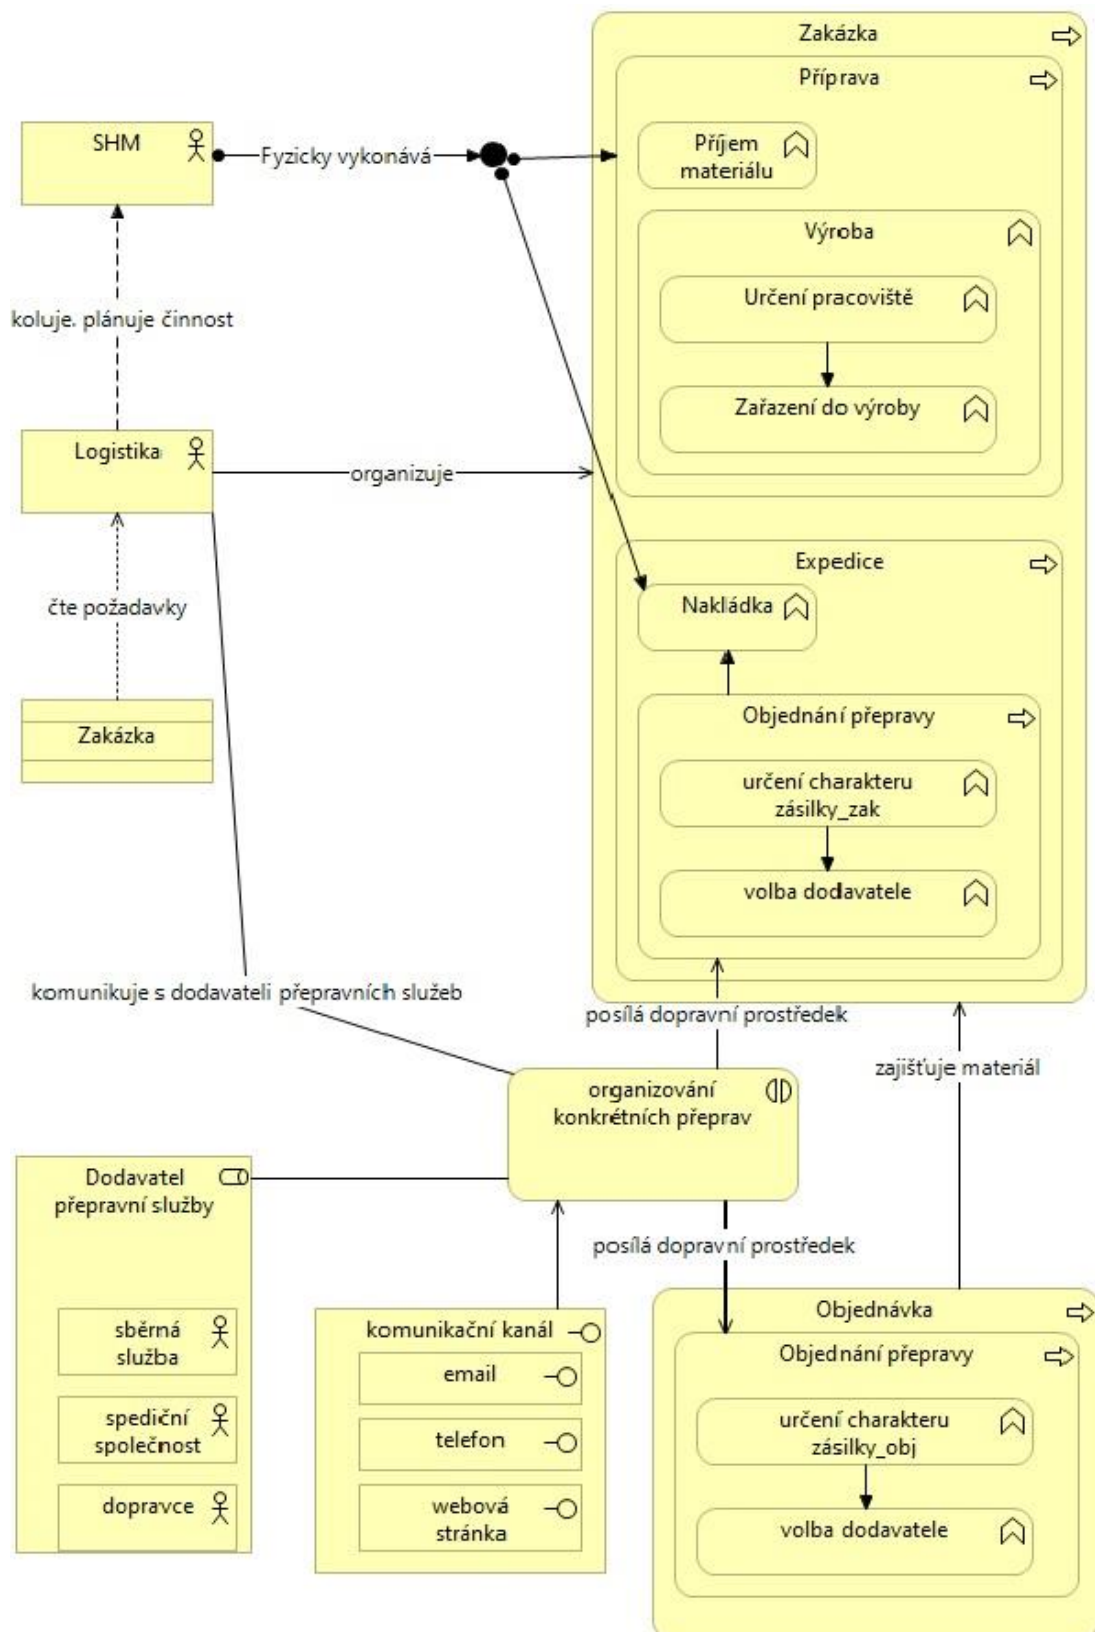 Zakázka
Příprava
SHM
Fyzicky vykonává
Příjem
materiálu
Výroba
Určení pracoviště
koluje. plánuje činnost
Zařazení do výroby
Logistika
organizuje
Expedice
Nakládka
čte požadavky
Objednání přepravy
Zakázka
určení charakteru
zásilky_zak
volba dodavatele
komunikuje s dodavateli přepravních služeb
posílá dopravní prostředek
zajišťuje materiál
organizování
konkrétních přeprav
Dodavatel
přepravní služby
posílá dopravní prostředek
sběrná
služba
spediční
společnost
dopravce
komunikační kanál
email
telefon
webová
stránka
Objednávka
Objednání přepravy
určení charakteru
zásilky_obj
volba dodavatele